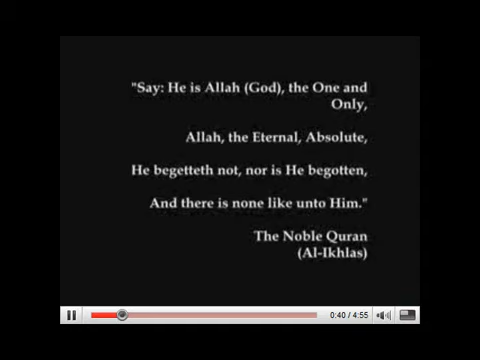 "Say: He is Allah (God), the One and
Only,
Allah, the Eternal, Absolute,
He begetteth not, nor is He begotten,
And there is none like unto Him."
The Noble Quran
(Al-Ikhlas)
0:40 / 4:55